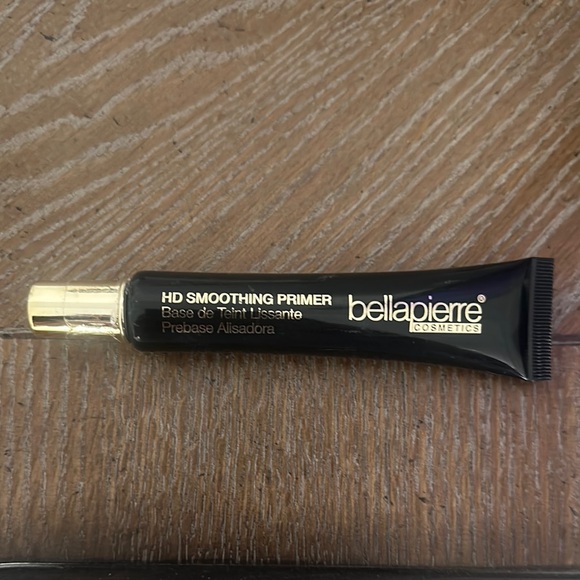 HD SMOOTHING PRIMER
Base de Teint Lissante
Prebase Alisadora
bellapierre®
COSMETICS